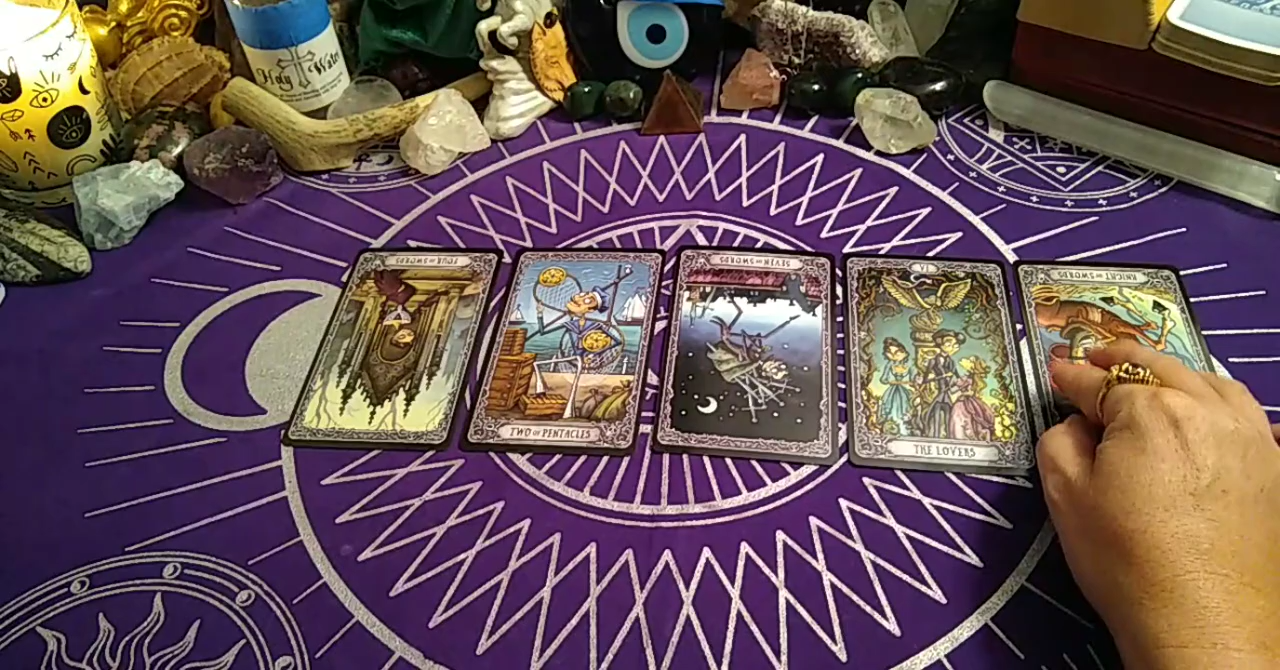 Holy Water
FOUR OF SWORDS
TWO OF PENTACLES
SEVEN OF SWORDS
VI
THE LOVERS
KNIGHT OF SWORDS